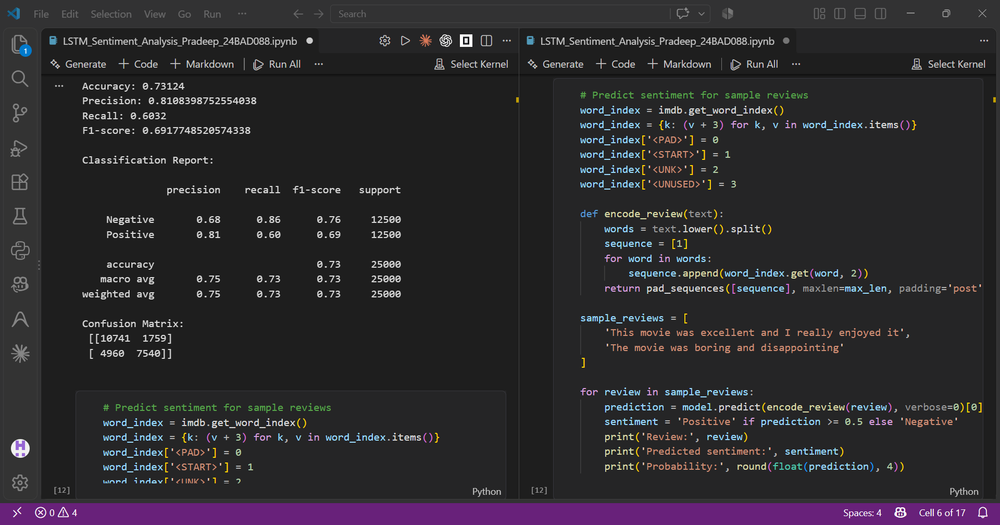 File Edit Selection View Go Run ··· Search
LSTM_Sentiment_Analysis_Pradeep_24BAD088.ipynb
Generate + Code + Markdown Run All ··· Select Kernel
Accuracy: 0.73124
Precision: 0.8108398752554038
Recall: 0.6032
F1-score: 0.6917748520574338
Classification Report:
precision recall f1-score support
Negative 0.68 0.86 0.76 12500
Positive 0.81 0.60 0.69 12500
accuracy 0.73 25000
macro avg 0.75 0.73 0.73 25000
weighted avg 0.75 0.73 0.73 25000
Confusion Matrix:
[[10741 1759]
[ 4960 7540]]
# Predict sentiment for sample reviews
word_index = imdb.get_word_index()
word_index = {k: (v + 3) for k, v in word_index.items()}
word_index['<PAD>'] = 0
word_index['<START>'] = 1
word_index['<UNK>'] = 2
[12]
Python
LSTM_Sentiment_Analysis_Pradeep_24BAD088.ipynb
Generate + Code + Markdown Run All ··· Select Kernel
# Predict sentiment for sample reviews
word_index = imdb.get_word_index()
word_index = {k: (v + 3) for k, v in word_index.items()}
word_index['<PAD>'] = 0
word_index['<START>'] = 1
word_index['<UNK>'] = 2
word_index['<UNUSED>'] = 3
def encode_review(text):
words = text.lower().split()
sequence = [1]
for word in words:
sequence.append(word_index.get(word, 2))
return pad_sequences([sequence], maxlen=max_len, padding='post'
sample_reviews = [
'This movie was excellent and I really enjoyed it',
'The movie was boring and disappointing'
]
for review in sample_reviews:
prediction = model.predict(encode_review(review), verbose=0)[0]
sentiment = 'Positive' if prediction >= 0.5 else 'Negative'
print('Review:', review)
print('Predicted sentiment:', sentiment)
print('Probability:', round(float(prediction), 4))
[12]
Python
1
H
0 4
Spaces: 4 Cell 6 of 17